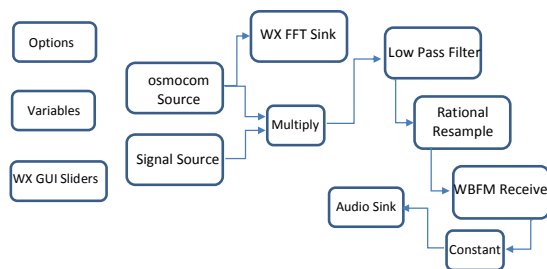 Options
Variables
WX GUI Sliders
osmocom
Source
Signal Source
WX FFT Sink
Multiply
Low Pass Filter
Rational
Resample
WBFM Receive
Audio Sink
Constant